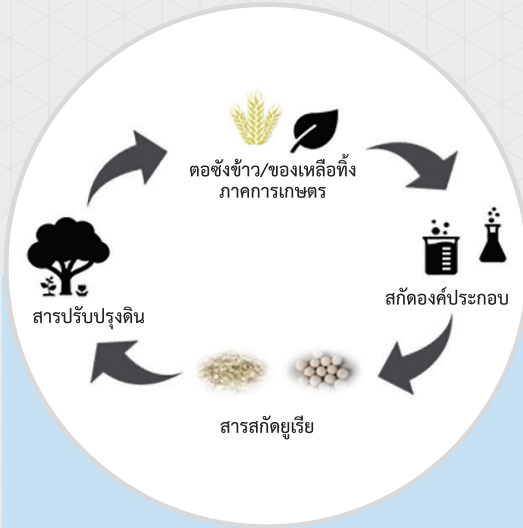 ตอซังข้าว/ของเหลือทิ้ง
ภาคการเกษตร
สกัดองค์ประกอบ
สารสกัดยูเรีย
สารปรับปรุงดิน